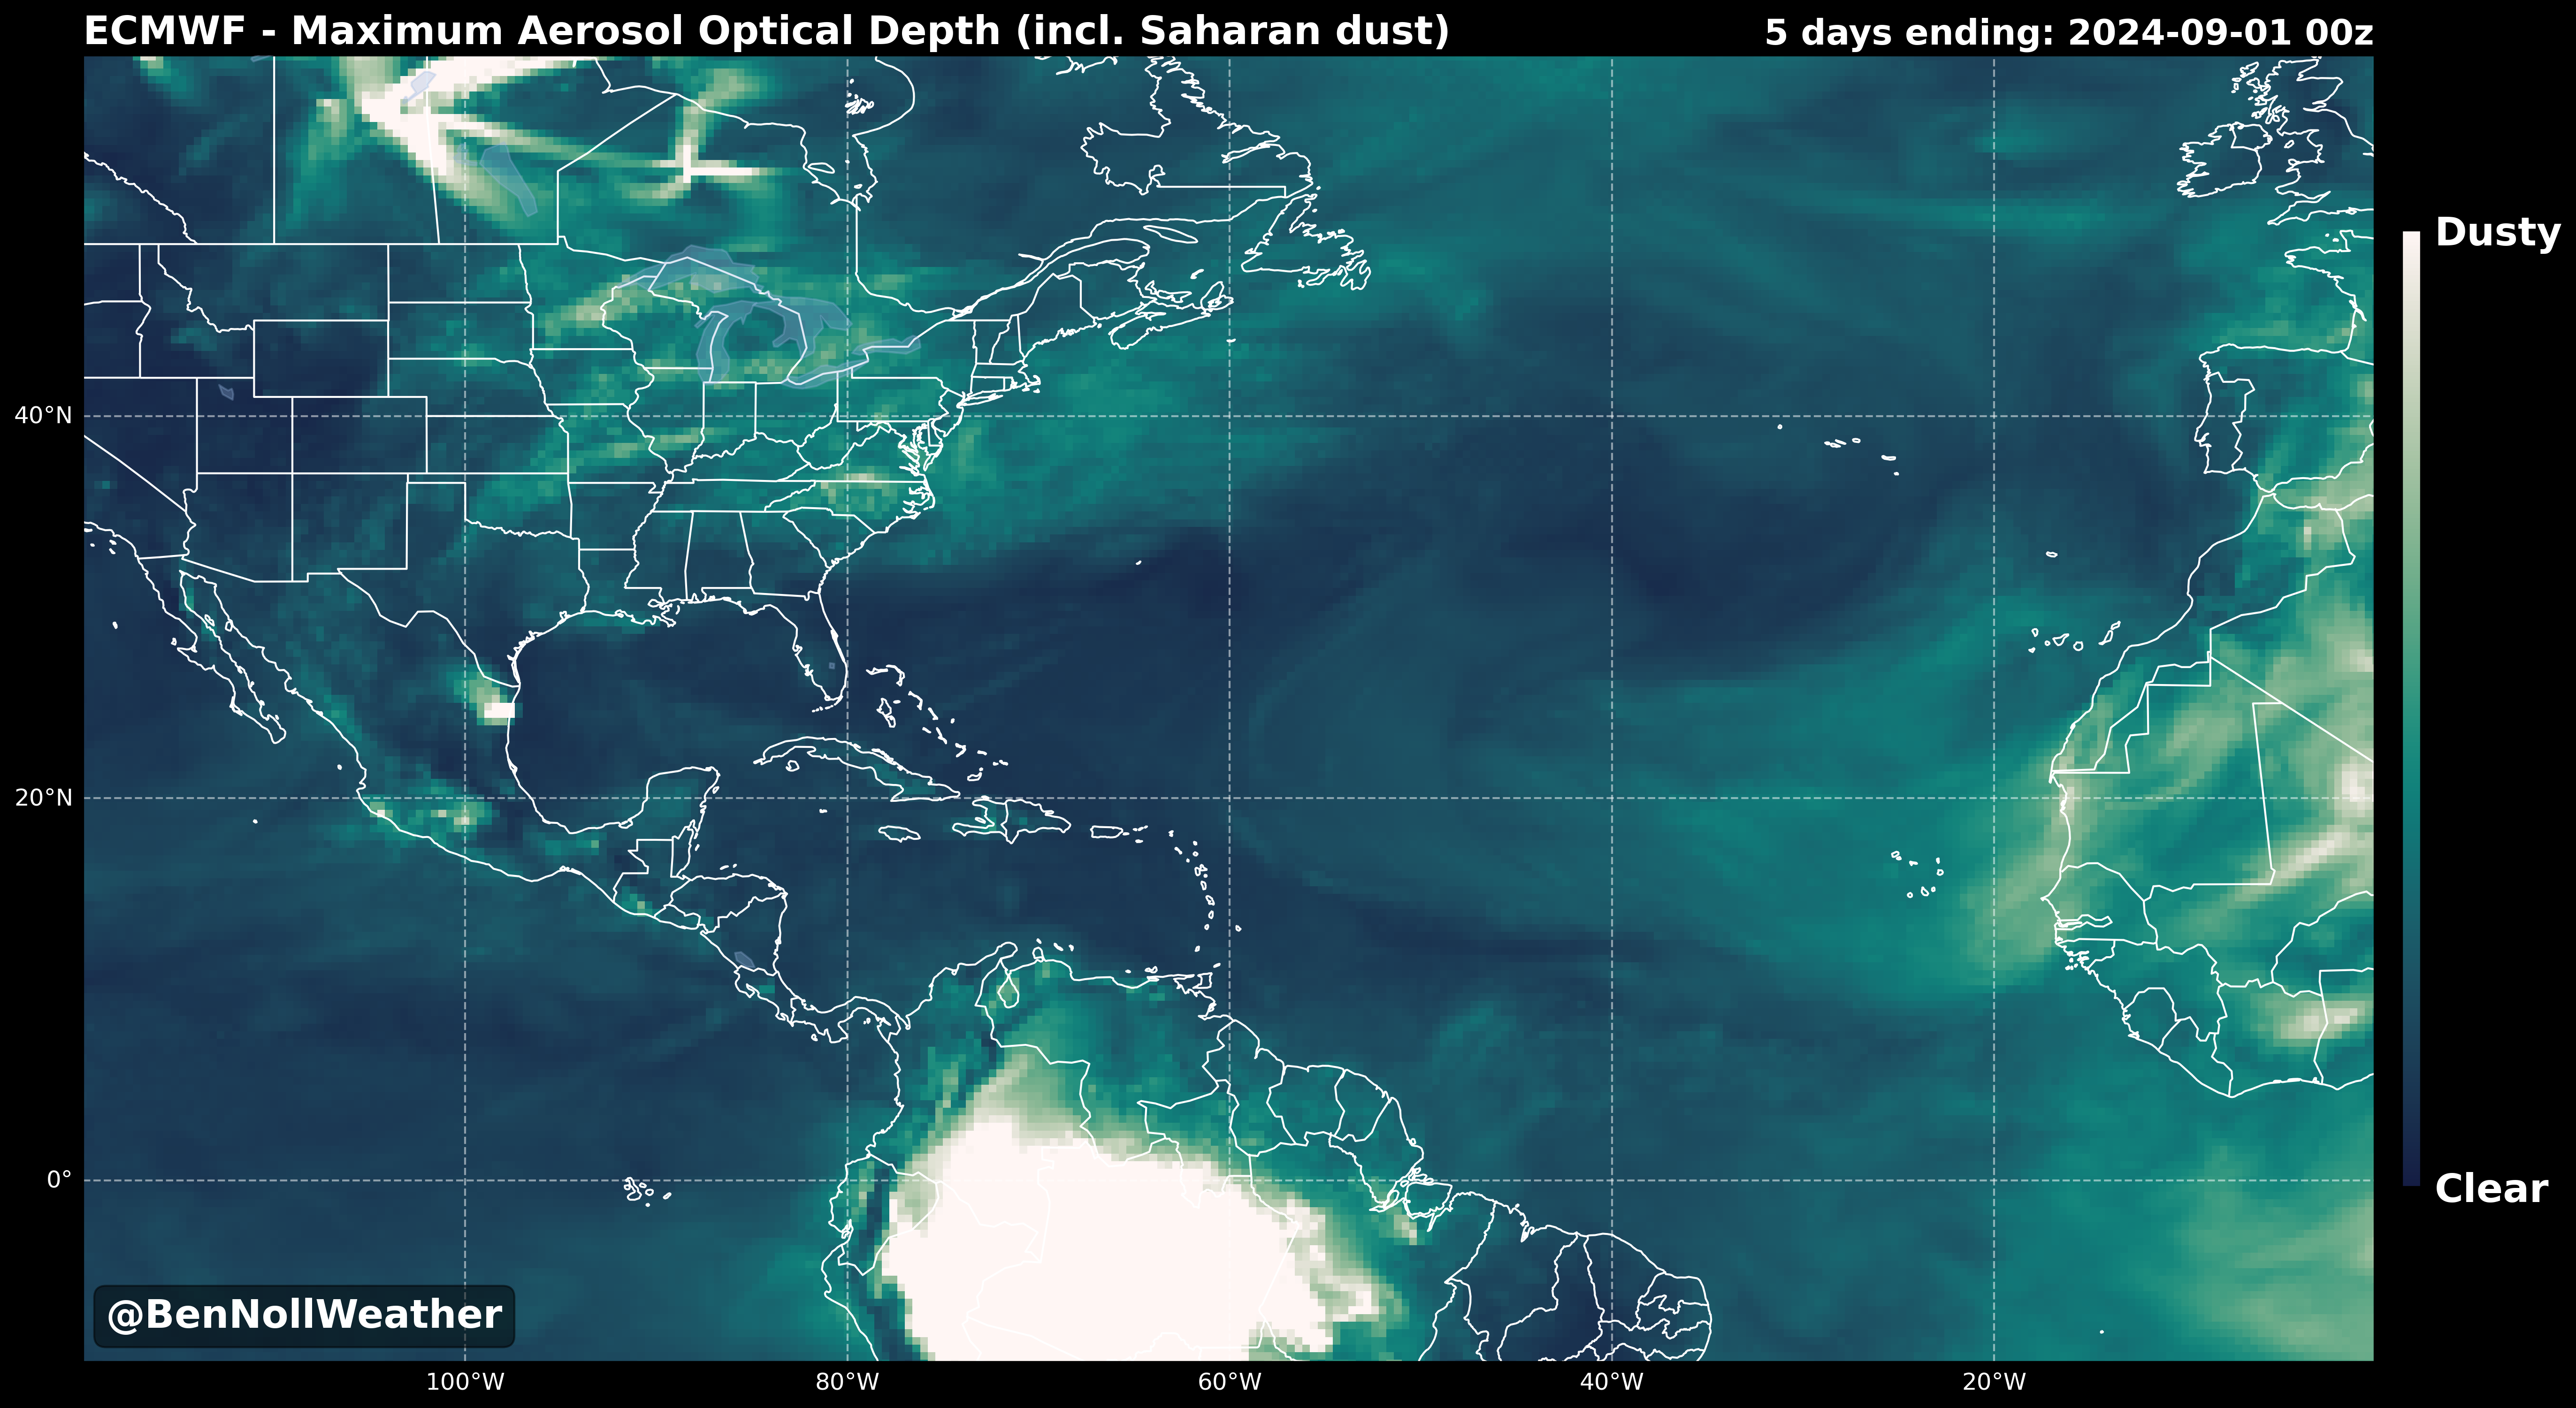 ECMWF - Maximum Aerosol Optical Depth (incl. Saharan dust)
5 days ending: 2024-09-01 00z
Dusty
40°N
20°N
0°
Clear
@BenNollWeather
100°W
80°W
60°W
40°W
20°W